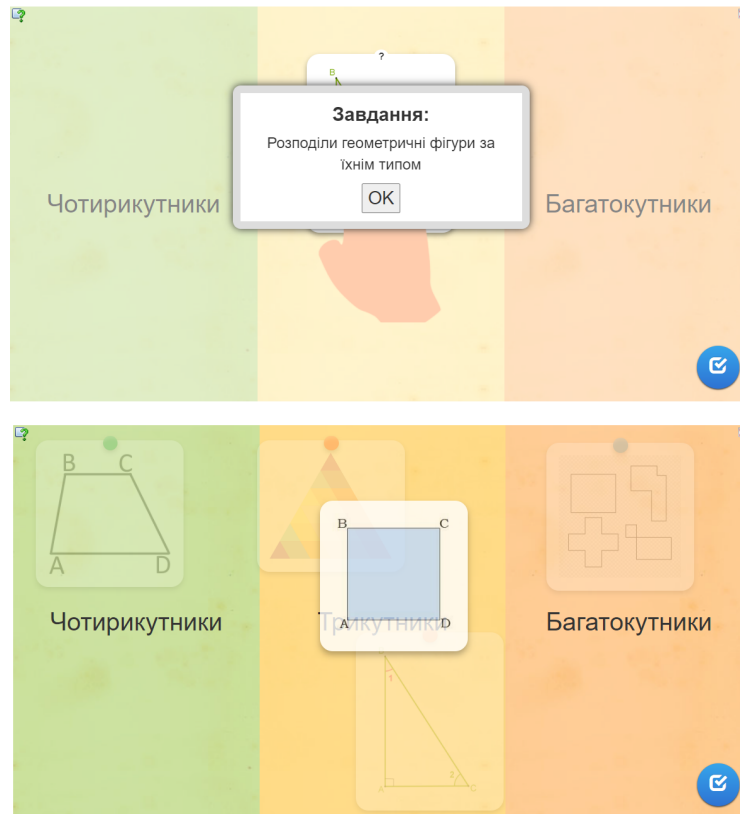 ?
B
Завдання:
Розподіли геометричні фігури за
їхнім типом
OK
Чотирикутники
Багатокутники
B C
A D
B C
A D
Чотирикутники
Трикутники
Багатокутники
1
2
A C